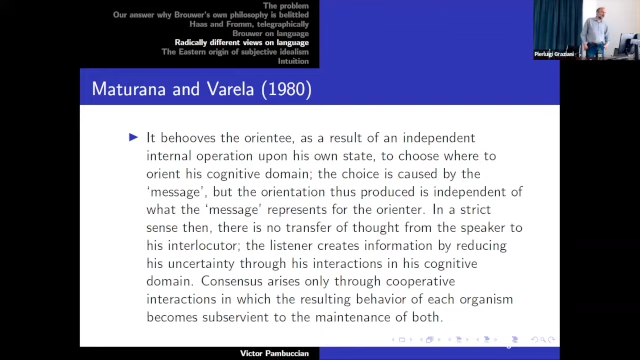 The problem
Our answer why Brouwer's own philosophy is belittled
Haas and Fromm, telegraphically
Brouwer on language
Radically different views on language
The Eastern origin of subjective idealism
Intuition
Pierluigi Graziani
Maturana and Varela (1980)
It behooves the orientee, as a result of an independent
internal operation upon his own state, to choose where to
orient his cognitive domain; the choice is caused by the
‘message’, but the orientation thus produced is independent of
what the ‘message’ represents for the orienter. In a strict
sense then, there is no transfer of thought from the speaker to
his interlocutor; the listener creates information by reducing
his uncertainty through his interactions in his cognitive
domain. Consensus arises only through cooperative
interactions in which the resulting behavior of each organism
becomes subservient to the maintenance of both.
Victor Pambuccian